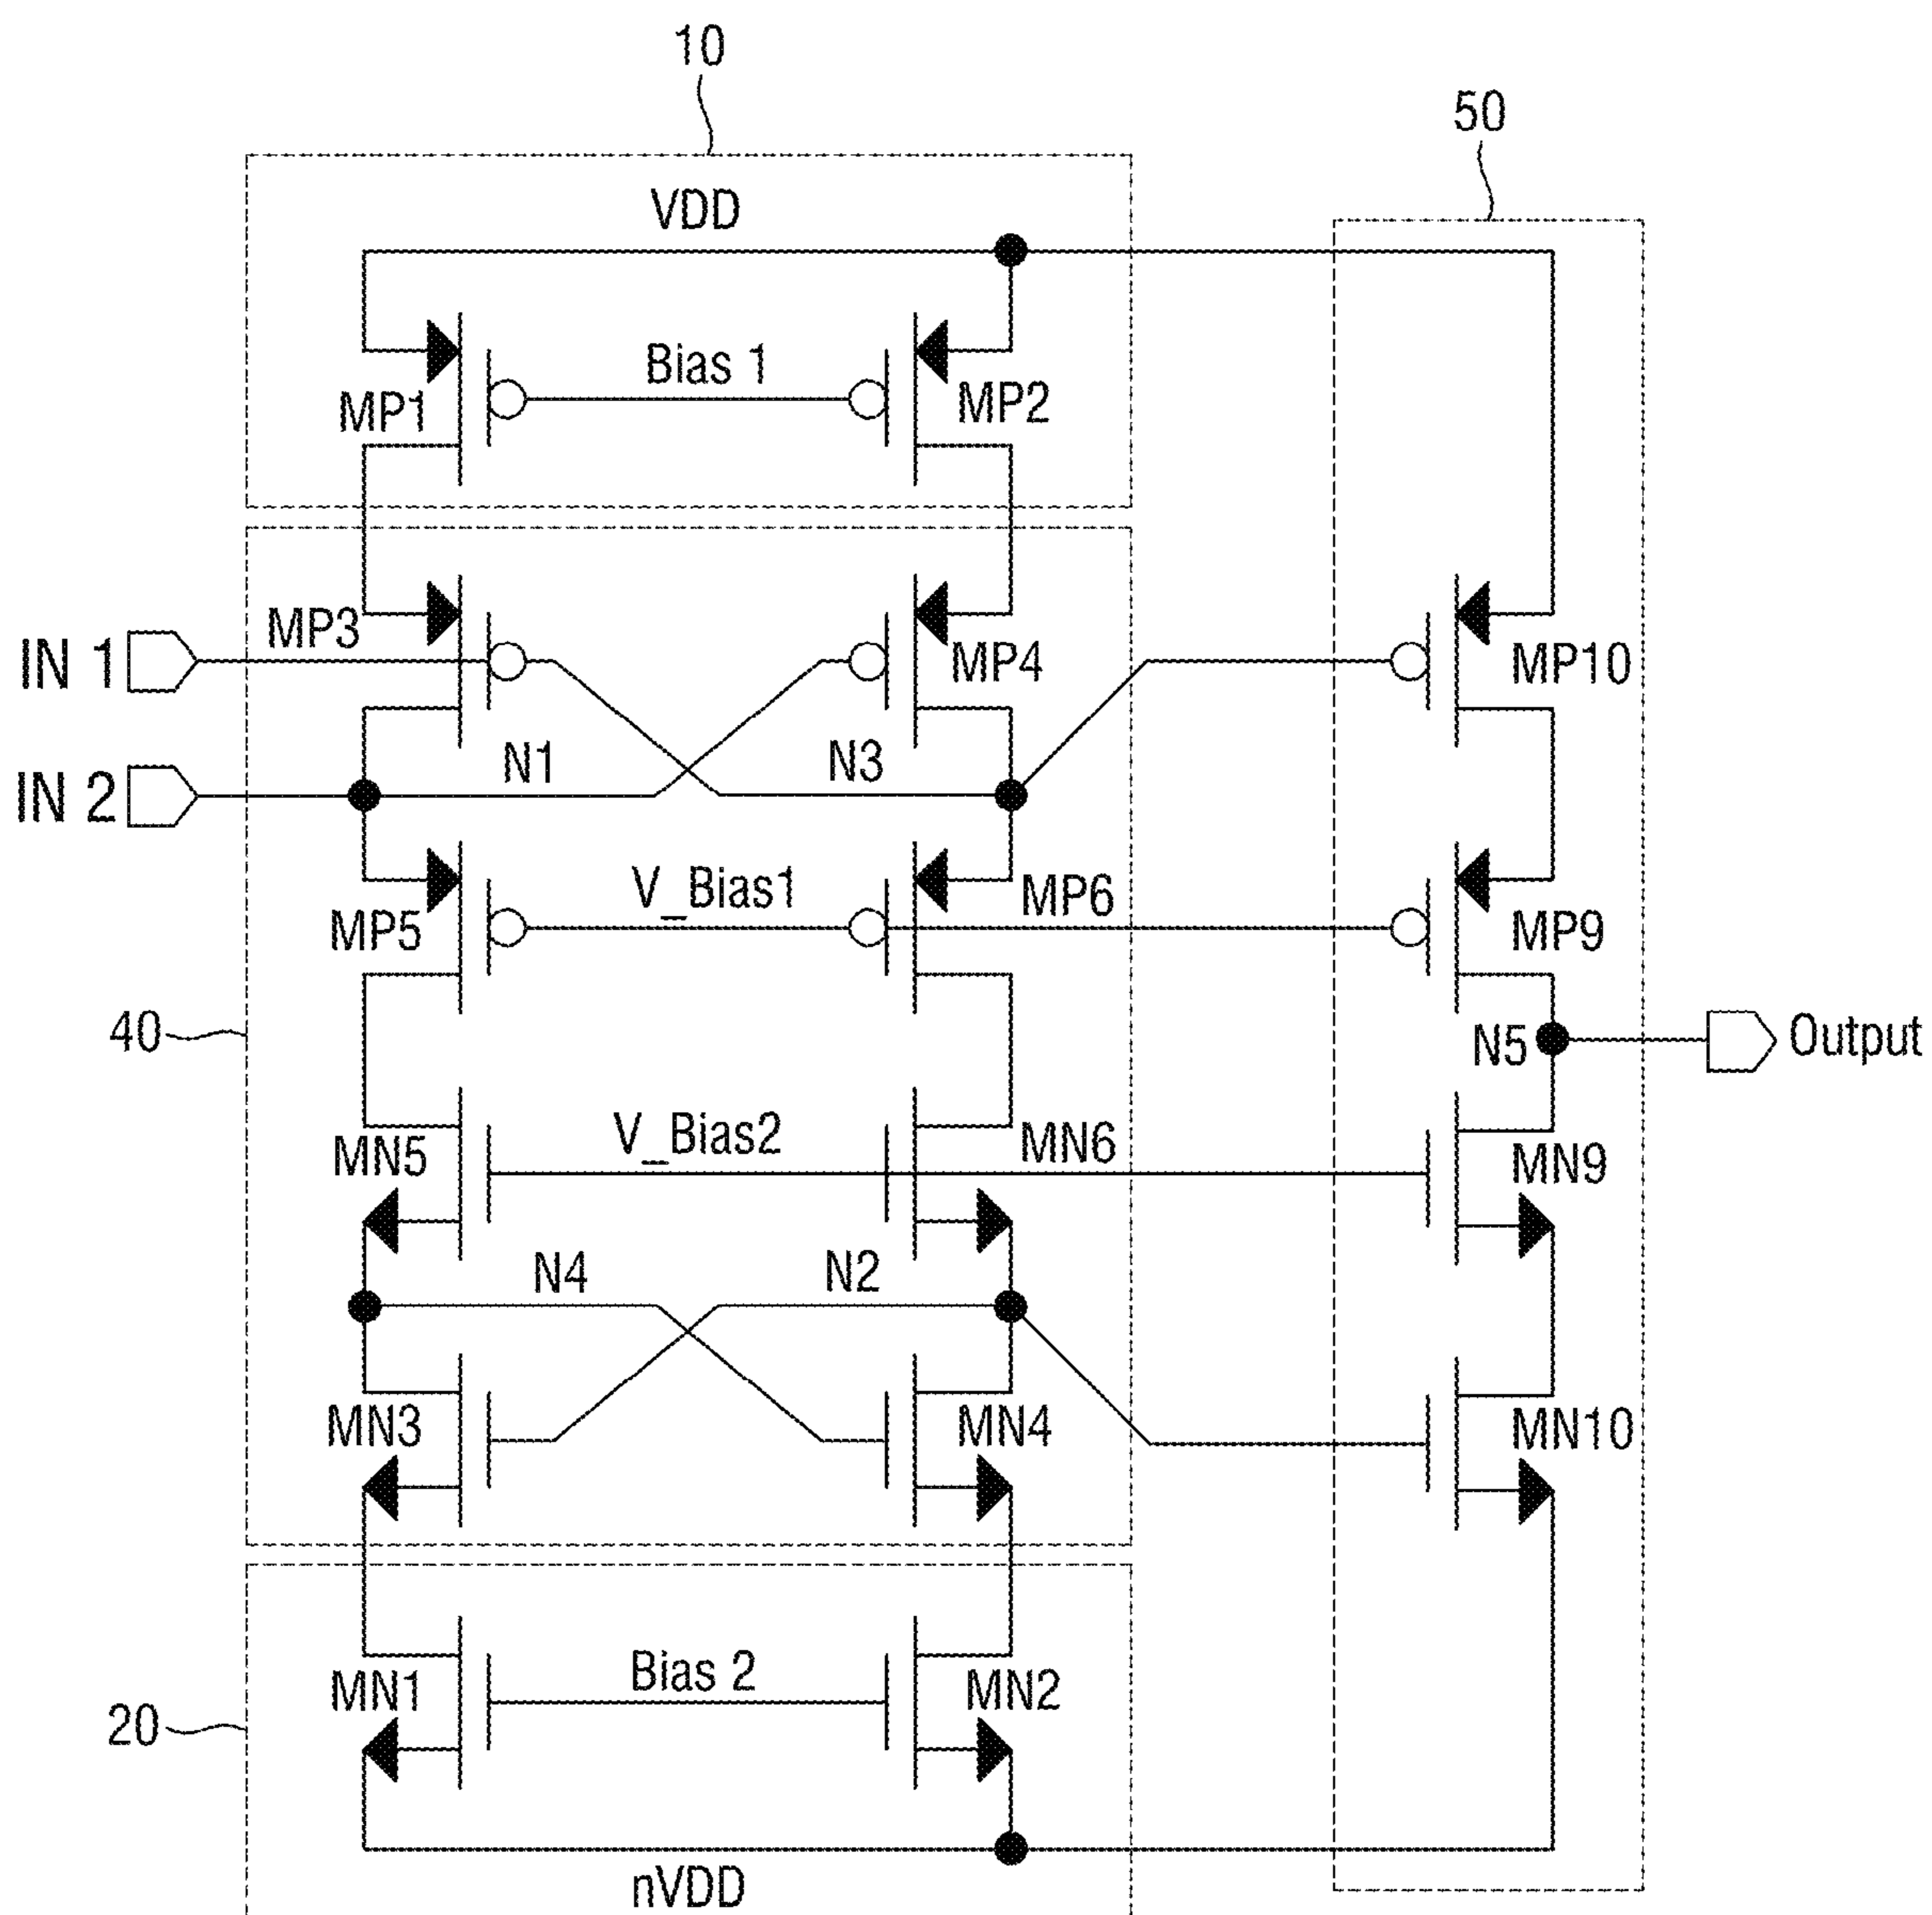 10
50
VDD
Bias 1
MP1
MP2
MP3
IN 1
MP4
MP10
N1
N3
IN 2
V_Bias1
MP6
MP5
MP9
40
N5
Output
V_Bias2
MN5
MN6
MN9
N4
N2
MN3
MN4
MN10
Bias 2
MN1
MN2
20
nVDD